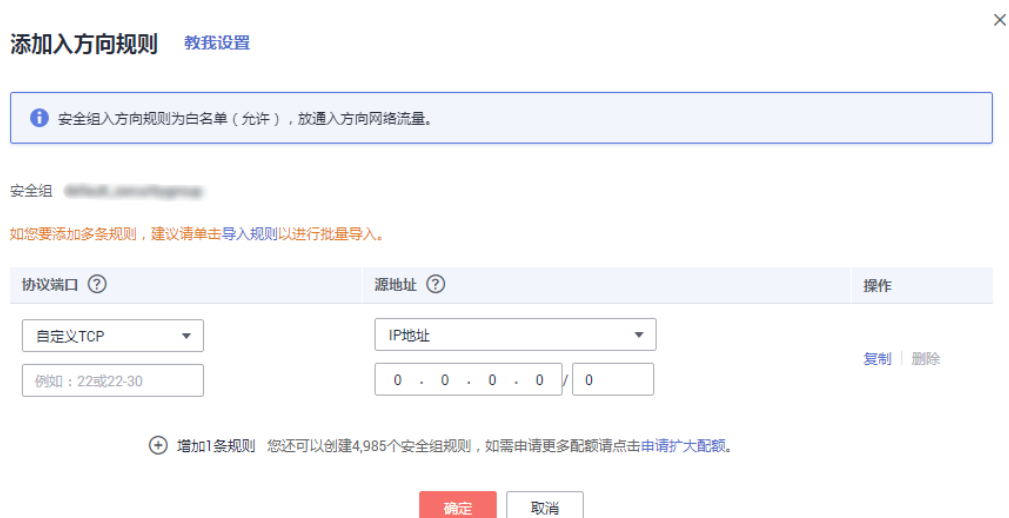 添加入方向规则 教我设置
安全组入方向规则为白名单（允许），放通入方向网络流量。
安全组
如您要添加多条规则，建议请单击导入规则以进行批量导入。
协议端口 源地址 操作
自定义TCP IP地址
复制 删除
例如：22或22-30 0 . 0 . 0 . 0 / 0
增加1条规则 您还可以创建4,985个安全组规则，如需申请更多配额请点击申请扩大配额。
确定 取消